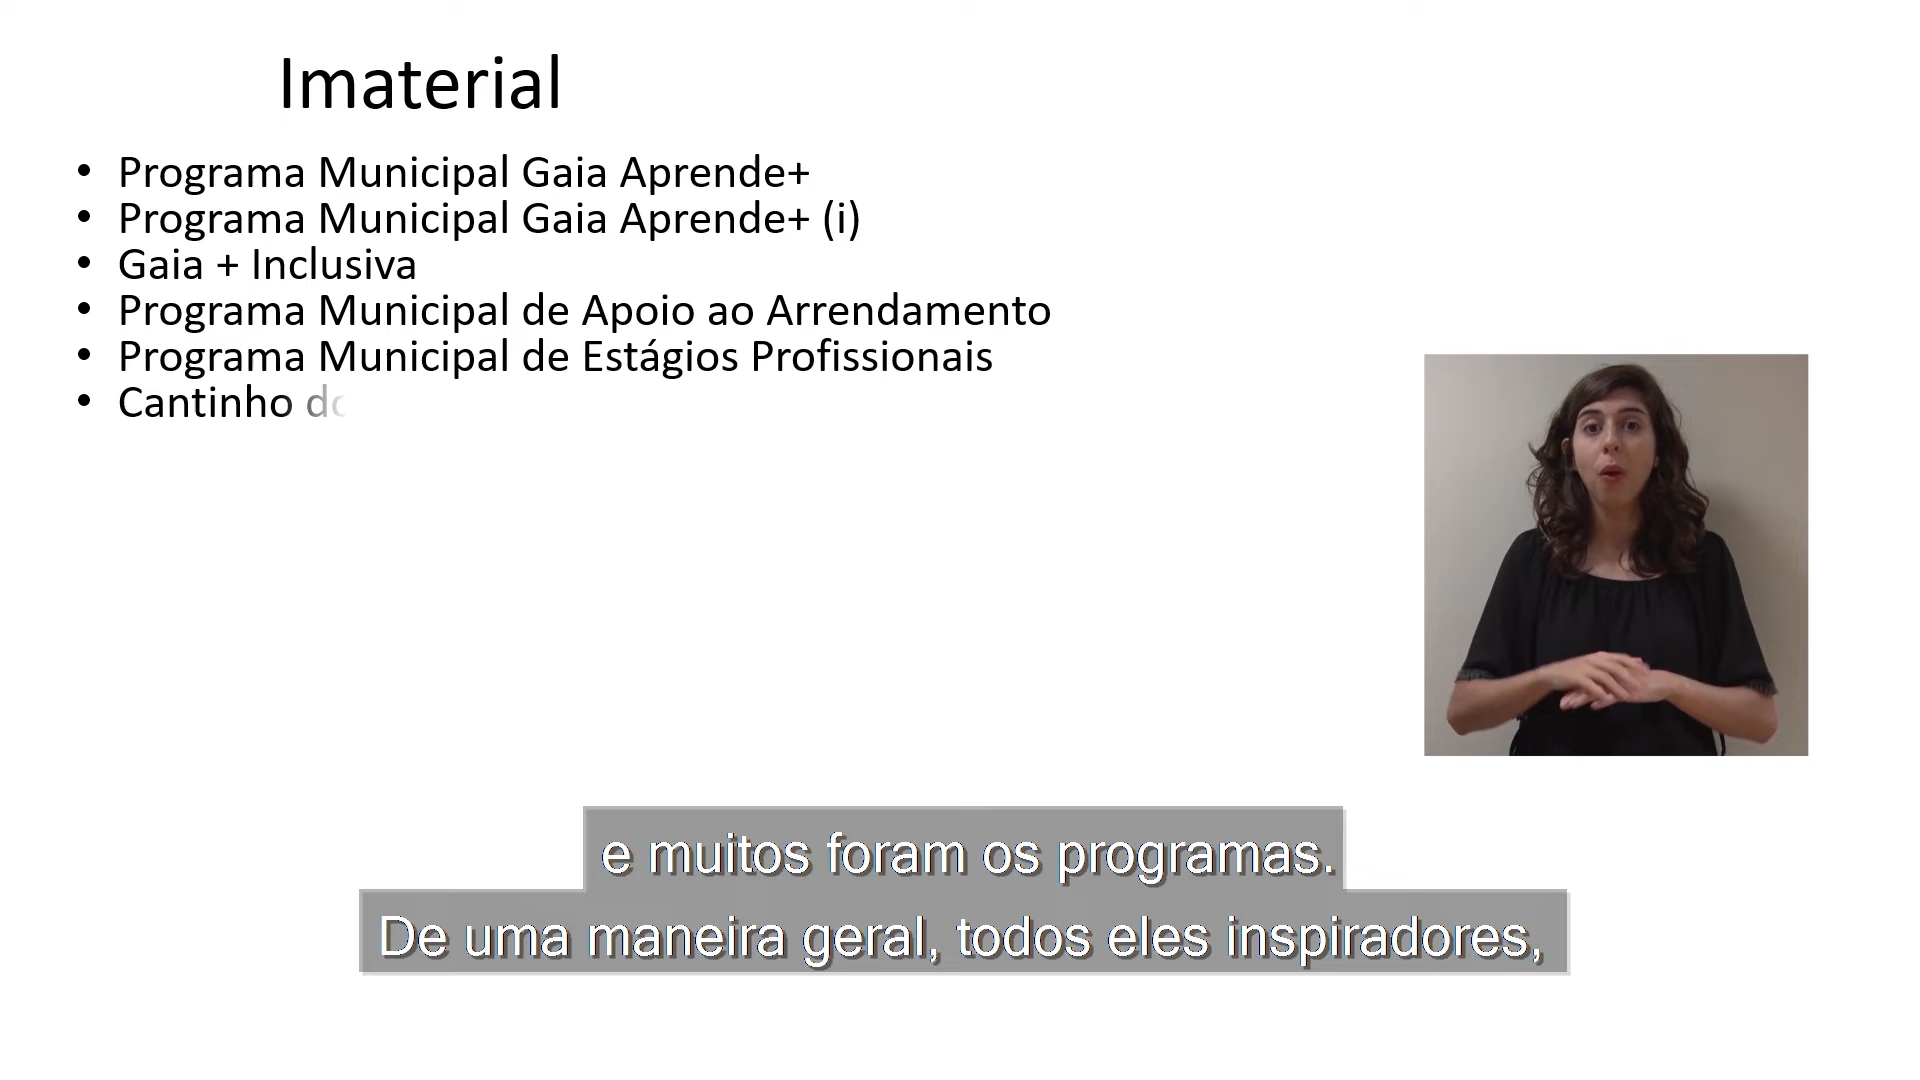 Imaterial
• Programa Municipal Gaia Aprende+
• Programa Municipal Gaia Aprende+ (i)
• Gaia + Inclusiva
• Programa Municipal de Apoio ao Arrendamento
• Programa Municipal de Estágios Profissionais
• Cantinho do
e muitos foram os programas.
De uma maneira geral, todos eles inspiradores,